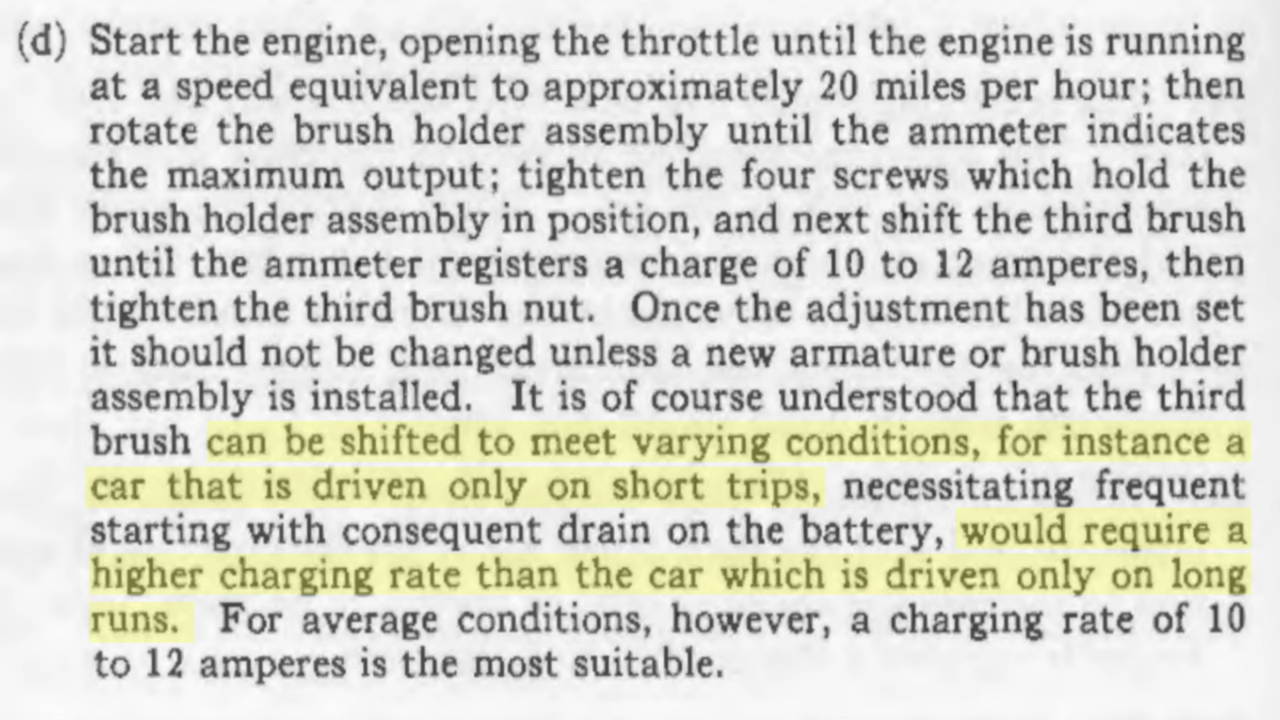 (d) Start the engine, opening the throttle until the engine is running
at a speed equivalent to approximately 20 miles per hour; then
rotate the brush holder assembly until the ammeter indicates
the maximum output; tighten the four screws which hold the
brush holder assembly in position, and next shift the third brush
until the ammeter registers a charge of 10 to 12 amperes, then
tighten the third brush nut. Once the adjustment has been set
it should not be changed unless a new armature or brush holder
assembly is installed. It is of course understood that the third
brush can be shifted to meet varying conditions, for instance a
car that is driven only on short trips, necessitating frequent
starting with consequent drain on the battery, would require a
higher charging rate than the car which is driven only on long
runs. For average conditions, however, a charging rate of 10
to 12 amperes is the most suitable.